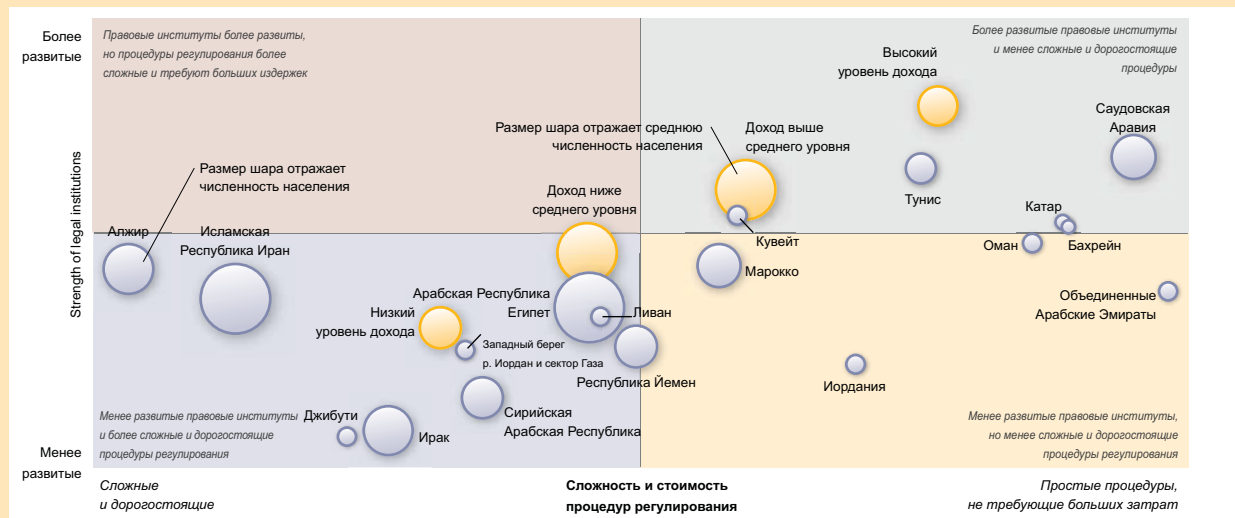 Более
развитые
Правовые институты более развиты,
но процедуры регулирования более
сложные и требуют больших издержек
Более развитые правовые институты
и менее сложные и дорогостоящие
процедуры
Высокий
уровень дохода
Саудовская
Аравия
Размер шара отражает среднюю
численность населения
Доход выше
среднего уровня
Размер шара отражает
численность населения
Тунис
Доход ниже
среднего уровня
Катар
Алжир
Исламская
Республика Иран
Кувейт
Оман
Бахрейн
Марокко
Strength of legal institutions
Арабская Республика
Египет
Ливан
Объединенные
Арабские Эмираты
Низкий
уровень дохода
Западный берег
р. Иордан и сектор Газа
Республика Йемен
Иордания
Менее развитые правовые институты
и более сложные и дорогостоящие
процедуры регулирования
Джибути
Ирак
Сирийская
Арабская Республика
Менее развитые правовые институты,
но менее сложные и дорогостоящие
процедуры регулирования
Менее
развитые
Сложные
и дорогостоящие
Сложность и стоимость
процедур регулирования
Простые процедуры,
не требующие больших затрат